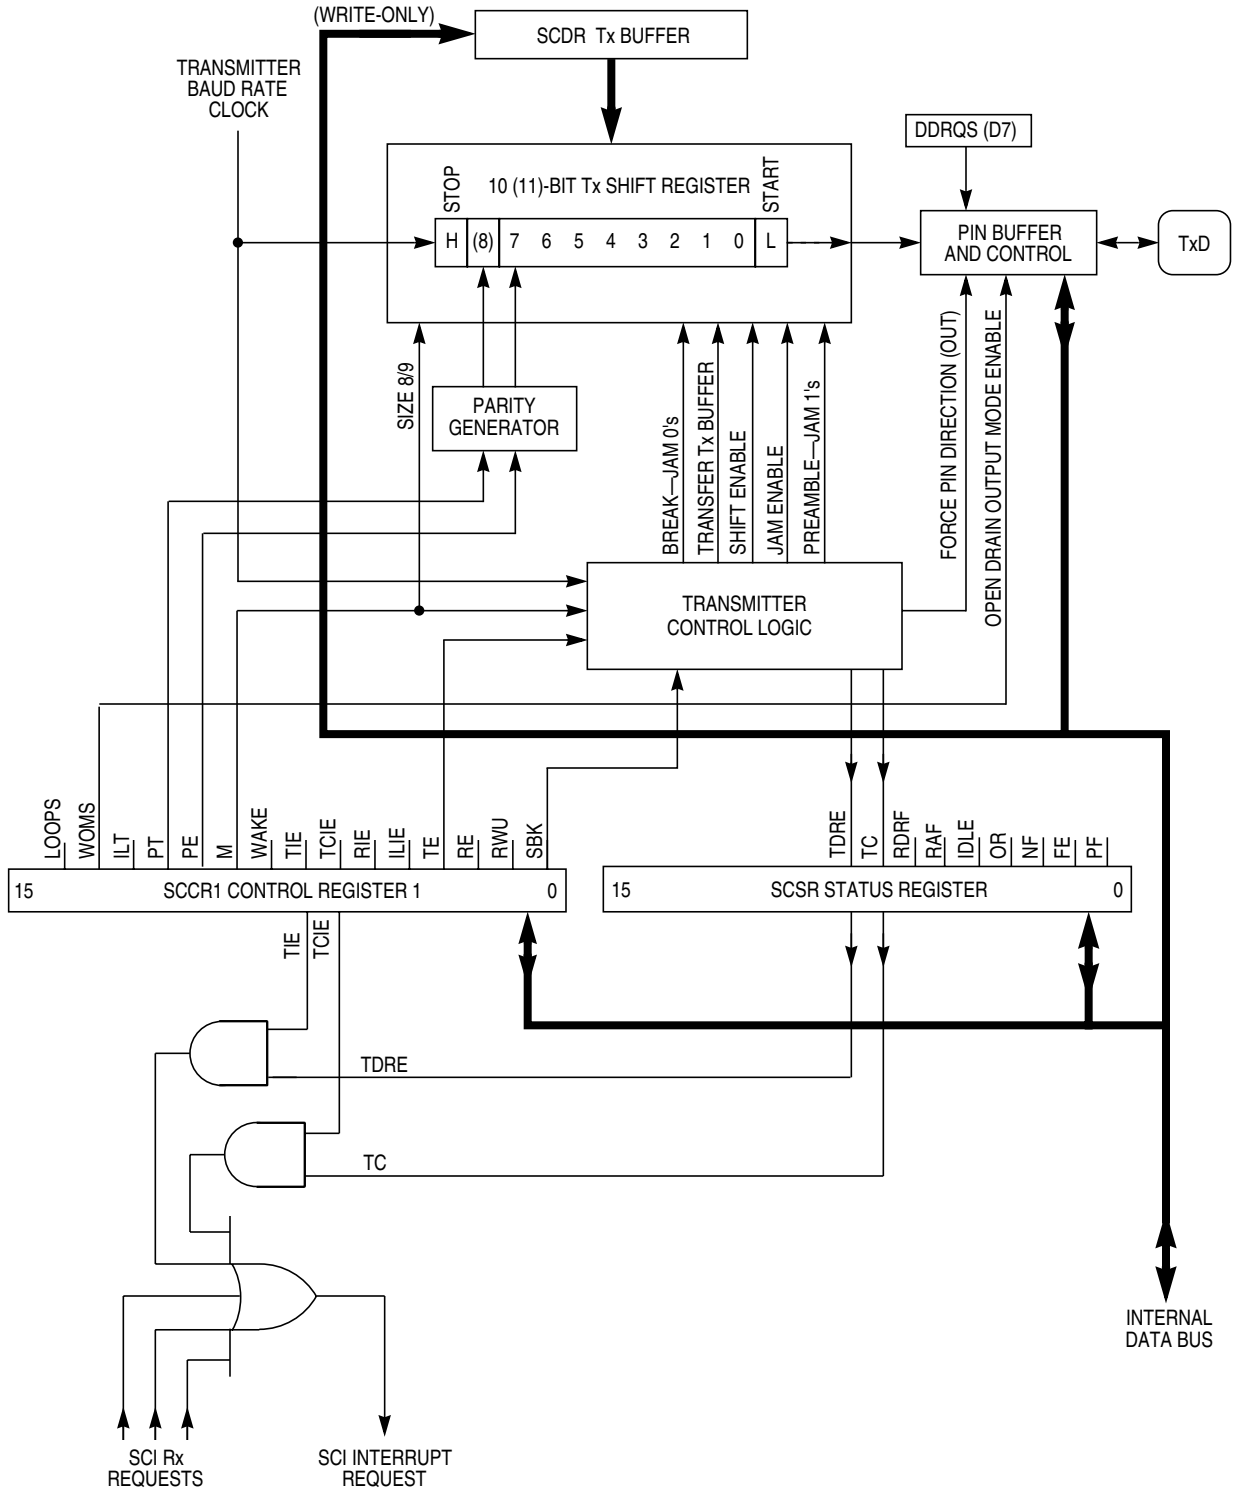 (WRITE-ONLY)
SCDR Tx BUFFER
TRANSMITTER
BAUD RATE
CLOCK
DDRQS (D7)
STOP
10 (11)-BIT Tx SHIFT REGISTER
START
H (8) 7 6 5 4 3 2 1 0 L
PIN BUFFER
AND CONTROL
TxD
SIZE 8/9
PARITY
GENERATOR
BREAK—JAM 0's
TRANSFER Tx BUFFER
SHIFT ENABLE
JAM ENABLE
PREAMBLE—JAM 1's
FORCE PIN DIRECTION (OUT)
OPEN DRAIN OUTPUT MODE ENABLE
TRANSMITTER
CONTROL LOGIC
LOOPS
WOMS
ILT
PT
PE
M
WAKE
TIE
TCIE
RIE
ILIE
TE
RE
RWU
SBK
TDRE
TC
RDRF
RAF
IDLE
OR
NF
FE
PF
15 SCCR1 CONTROL REGISTER 1 0
15 SCSR STATUS REGISTER 0
TIE
TCIE
TDRE
TC
INTERNAL
DATA BUS
SCI Rx
REQUESTS
SCI INTERRUPT
REQUEST